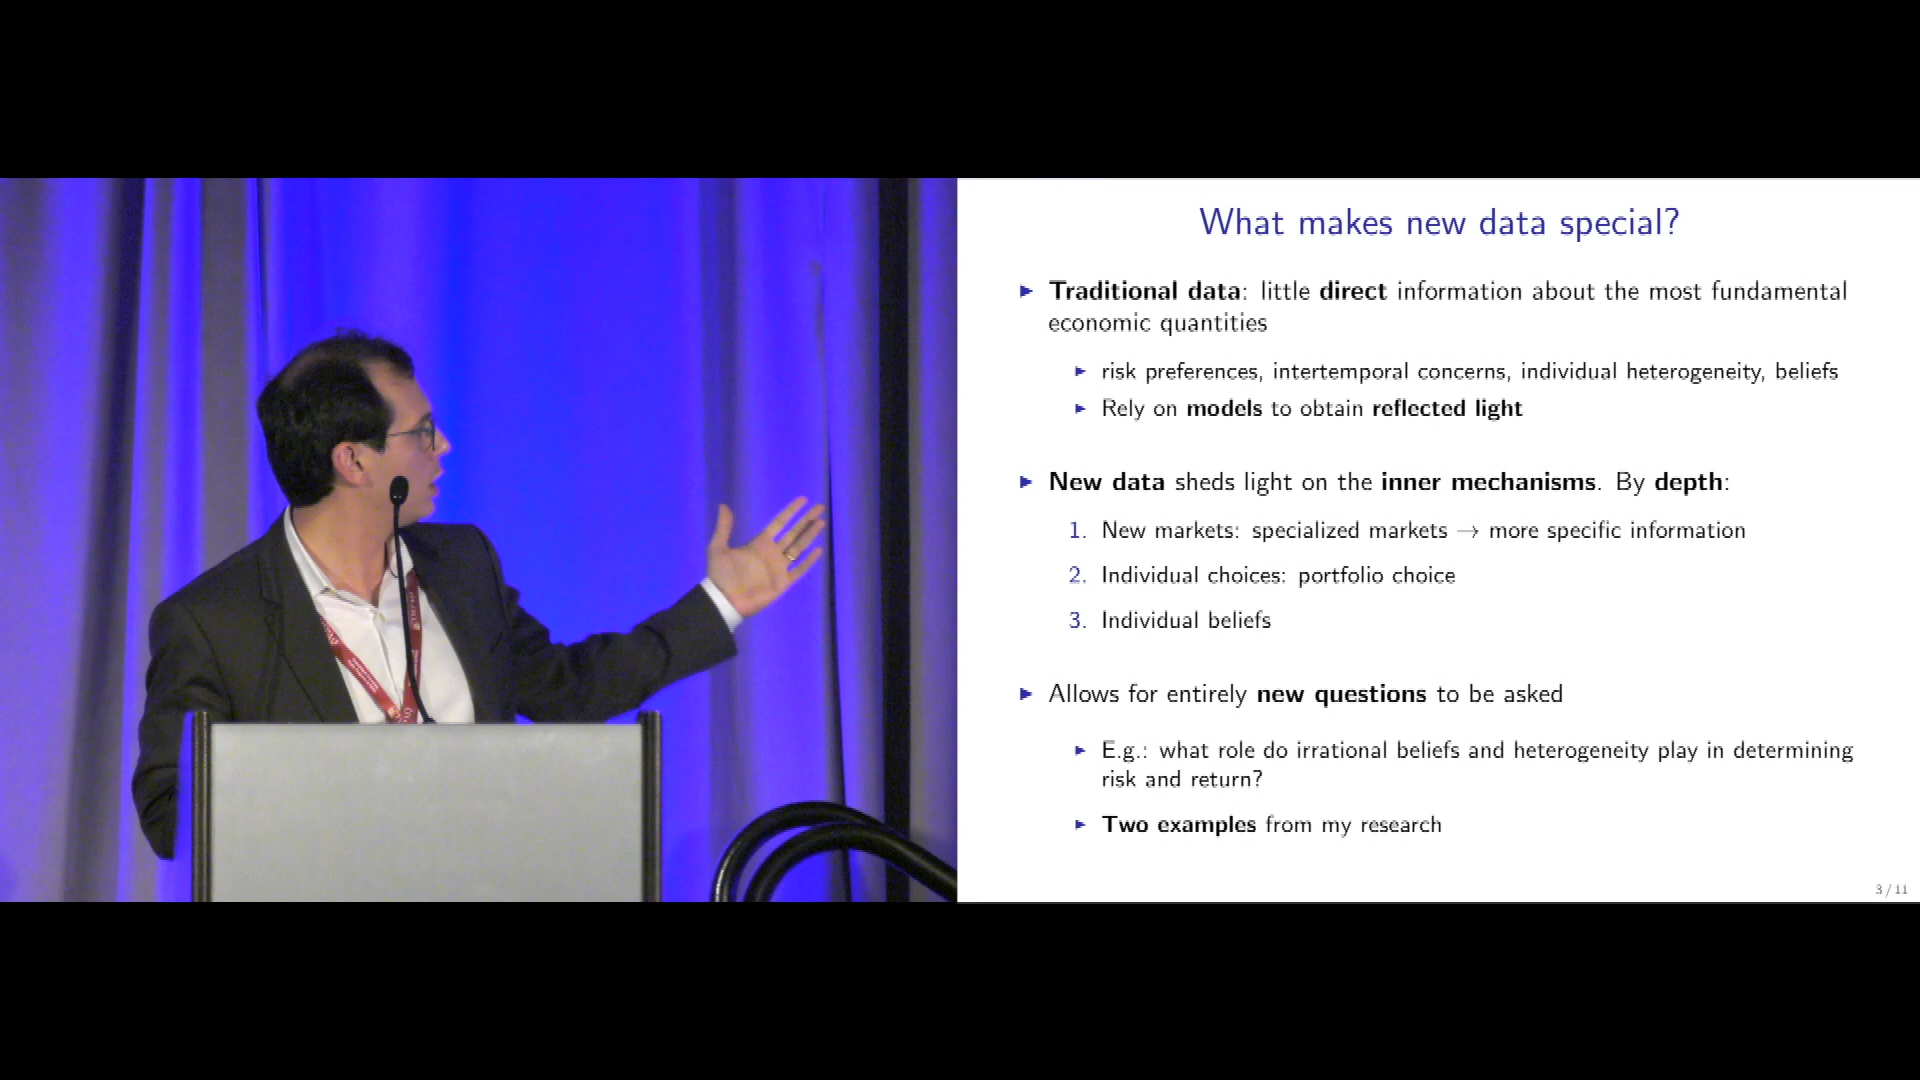 What makes new data special?
Traditional data: little direct information about the most fundamental
economic quantities
risk preferences, intertemporal concerns, individual heterogeneity, beliefs
Rely on models to obtain reflected light
New data sheds light on the inner mechanisms. By depth:
1. New markets: specialized markets → more specific information
2. Individual choices: portfolio choice
3. Individual beliefs
Allows for entirely new questions to be asked
E.g.: what role do irrational beliefs and heterogeneity play in determining
risk and return?
Two examples from my research
3 / 11